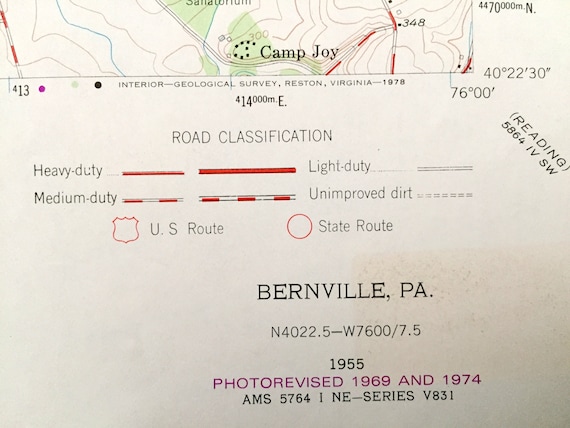 Sanatorium
348
4470000m.N.
300
Camp Joy
413
INTERIOR—GEOLOGICAL SURVEY, RESTON, VIRGINIA—1978
40°22'30"
414000m.E.
76°00'
(READING)
5864 IV SW
ROAD CLASSIFICATION
Heavy-duty
Light-duty
Medium-duty
Unimproved dirt
U. S Route
State Route
BERNVILLE, PA.
N4022.5—W7600/7.5
1955
PHOTOREVISED 1969 AND 1974
AMS 5764 I NE—SERIES V831